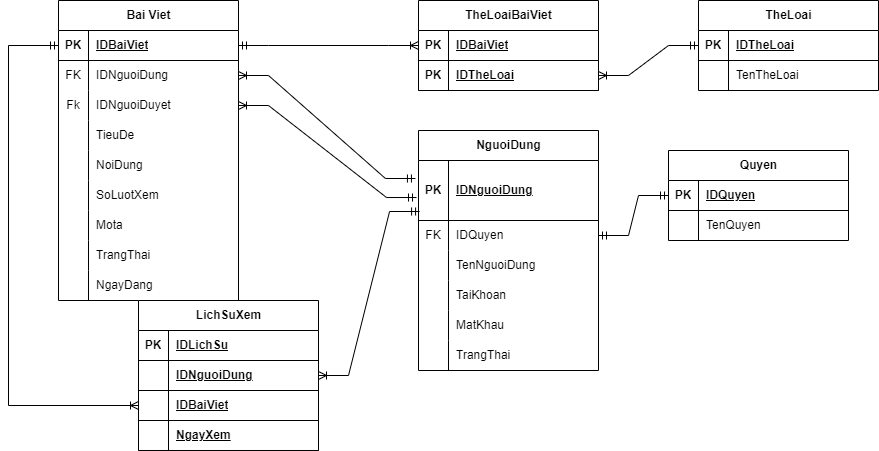 Bai Viet
PK IDBaiViet
FK IDNguoiDung
Fk IDNguoiDuyet
TieuDe
NoiDung
SoLuotXem
Mota
TrangThai
NgayDang
TheLoaiBaiViet
PK IDBaiViet
PK IDTheLoai
TheLoai
PK IDTheLoai
TenTheLoai
NguoiDung
PK IDNguoiDung
FK IDQuyen
TenNguoiDung
TaiKhoan
MatKhau
TrangThai
Quyen
PK IDQuyen
TenQuyen
LichSuXem
PK IDLichSu
IDNguoiDung
IDBaiViet
NgayXem